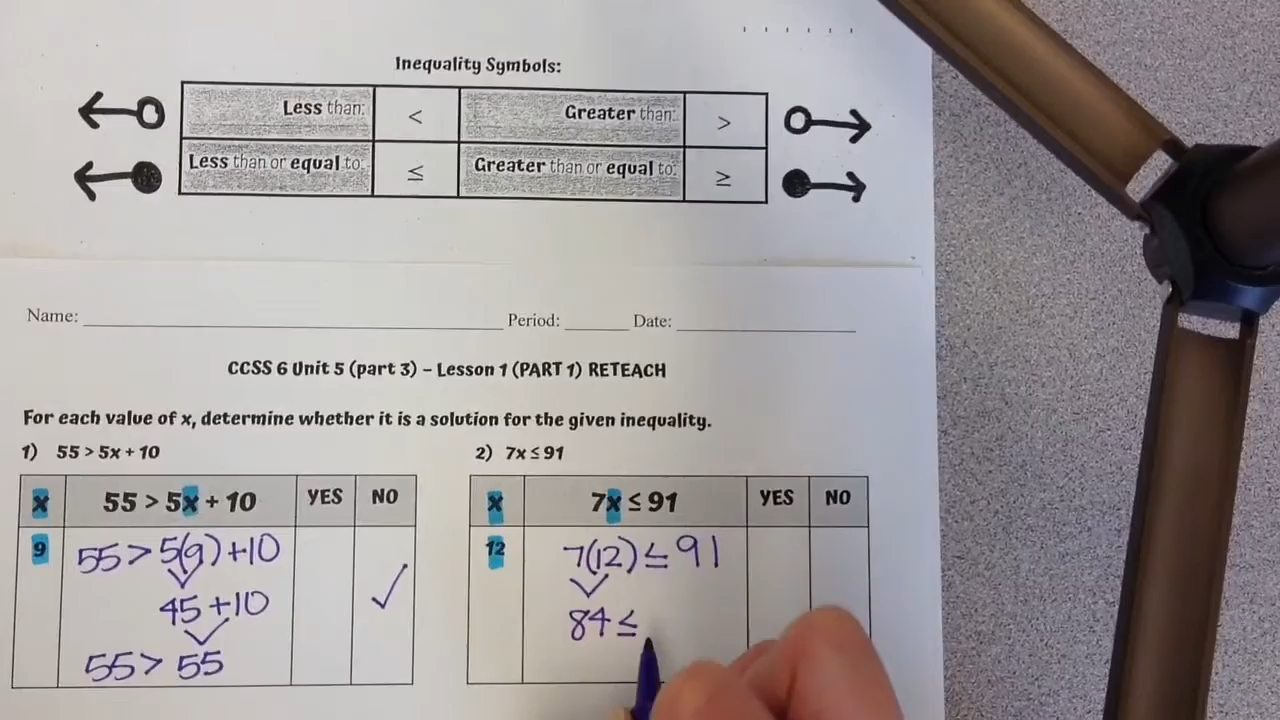 Inequality Symbols:
Less than: < Greater than: >
Less than or equal to: ≤ Greater than or equal to: ≥
Name: Period: Date:
CCSS 6 Unit 5 (part 3) – Lesson 1 (PART 1) RETEACH
For each value of x, determine whether it is a solution for the given inequality.
1) 55 > 5x + 10
x 55 > 5x + 10 YES NO
9 55 > 5(9) + 10
45 + 10 ✓
55 > 55
2) 7x ≤ 91
x 7x ≤ 91 YES NO
12 7(12) ≤ 91
84 ≤